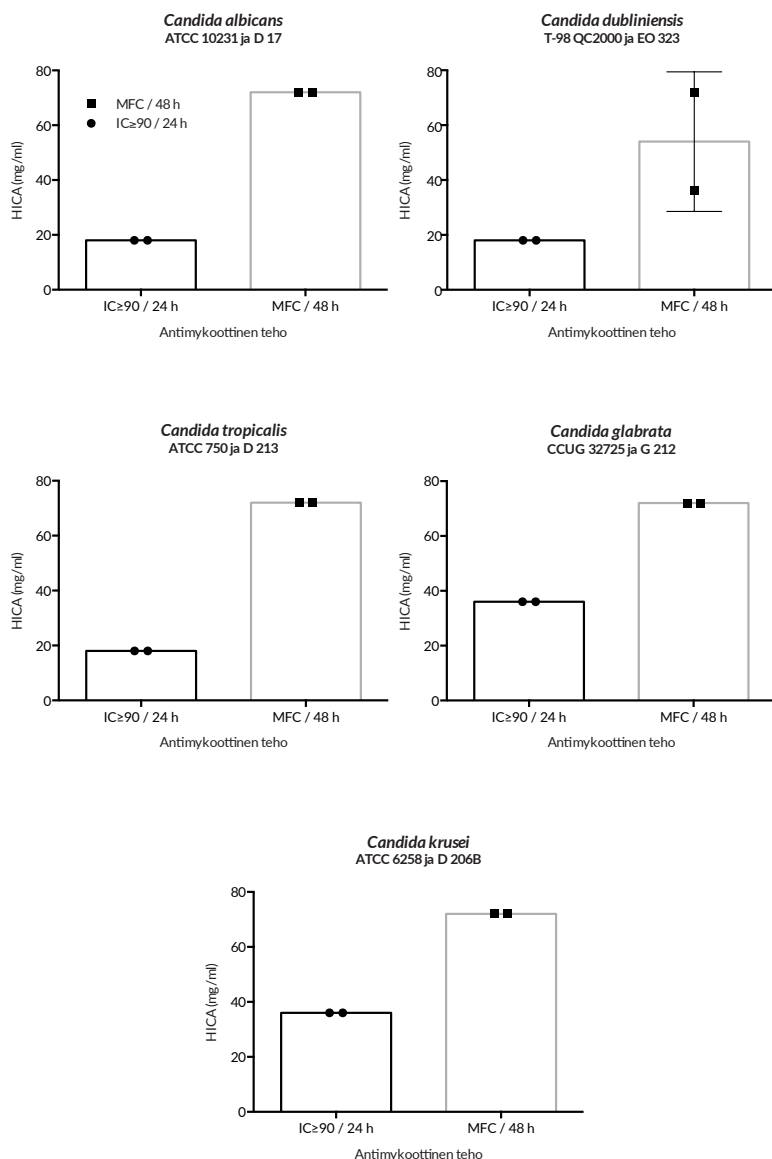 Candida albicans
ATCC 10231 ja D 17
80
60
40
20
0
HICA (mg/ml)
MFC / 48 h
IC≥90 / 24 h
IC≥90 / 24 h
MFC / 48 h
Antimykoottinen teho
Candida dubliniensis
T-98 QC2000 ja EO 323
80
60
40
20
0
HICA (mg/ml)
IC≥90 / 24 h
MFC / 48 h
Antimykoottinen teho
Candida tropicalis
ATCC 750 ja D 213
80
60
40
20
0
HICA (mg/ml)
IC≥90 / 24 h
MFC / 48 h
Antimykoottinen teho
Candida glabrata
CCUG 32725 ja G 212
80
60
40
20
0
HICA (mg/ml)
IC≥90 / 24 h
MFC / 48 h
Antimykoottinen teho
Candida krusei
ATCC 6258 ja D 206B
80
60
40
20
0
HICA (mg/ml)
IC≥90 / 24 h
MFC / 48 h
Antimykoottinen teho